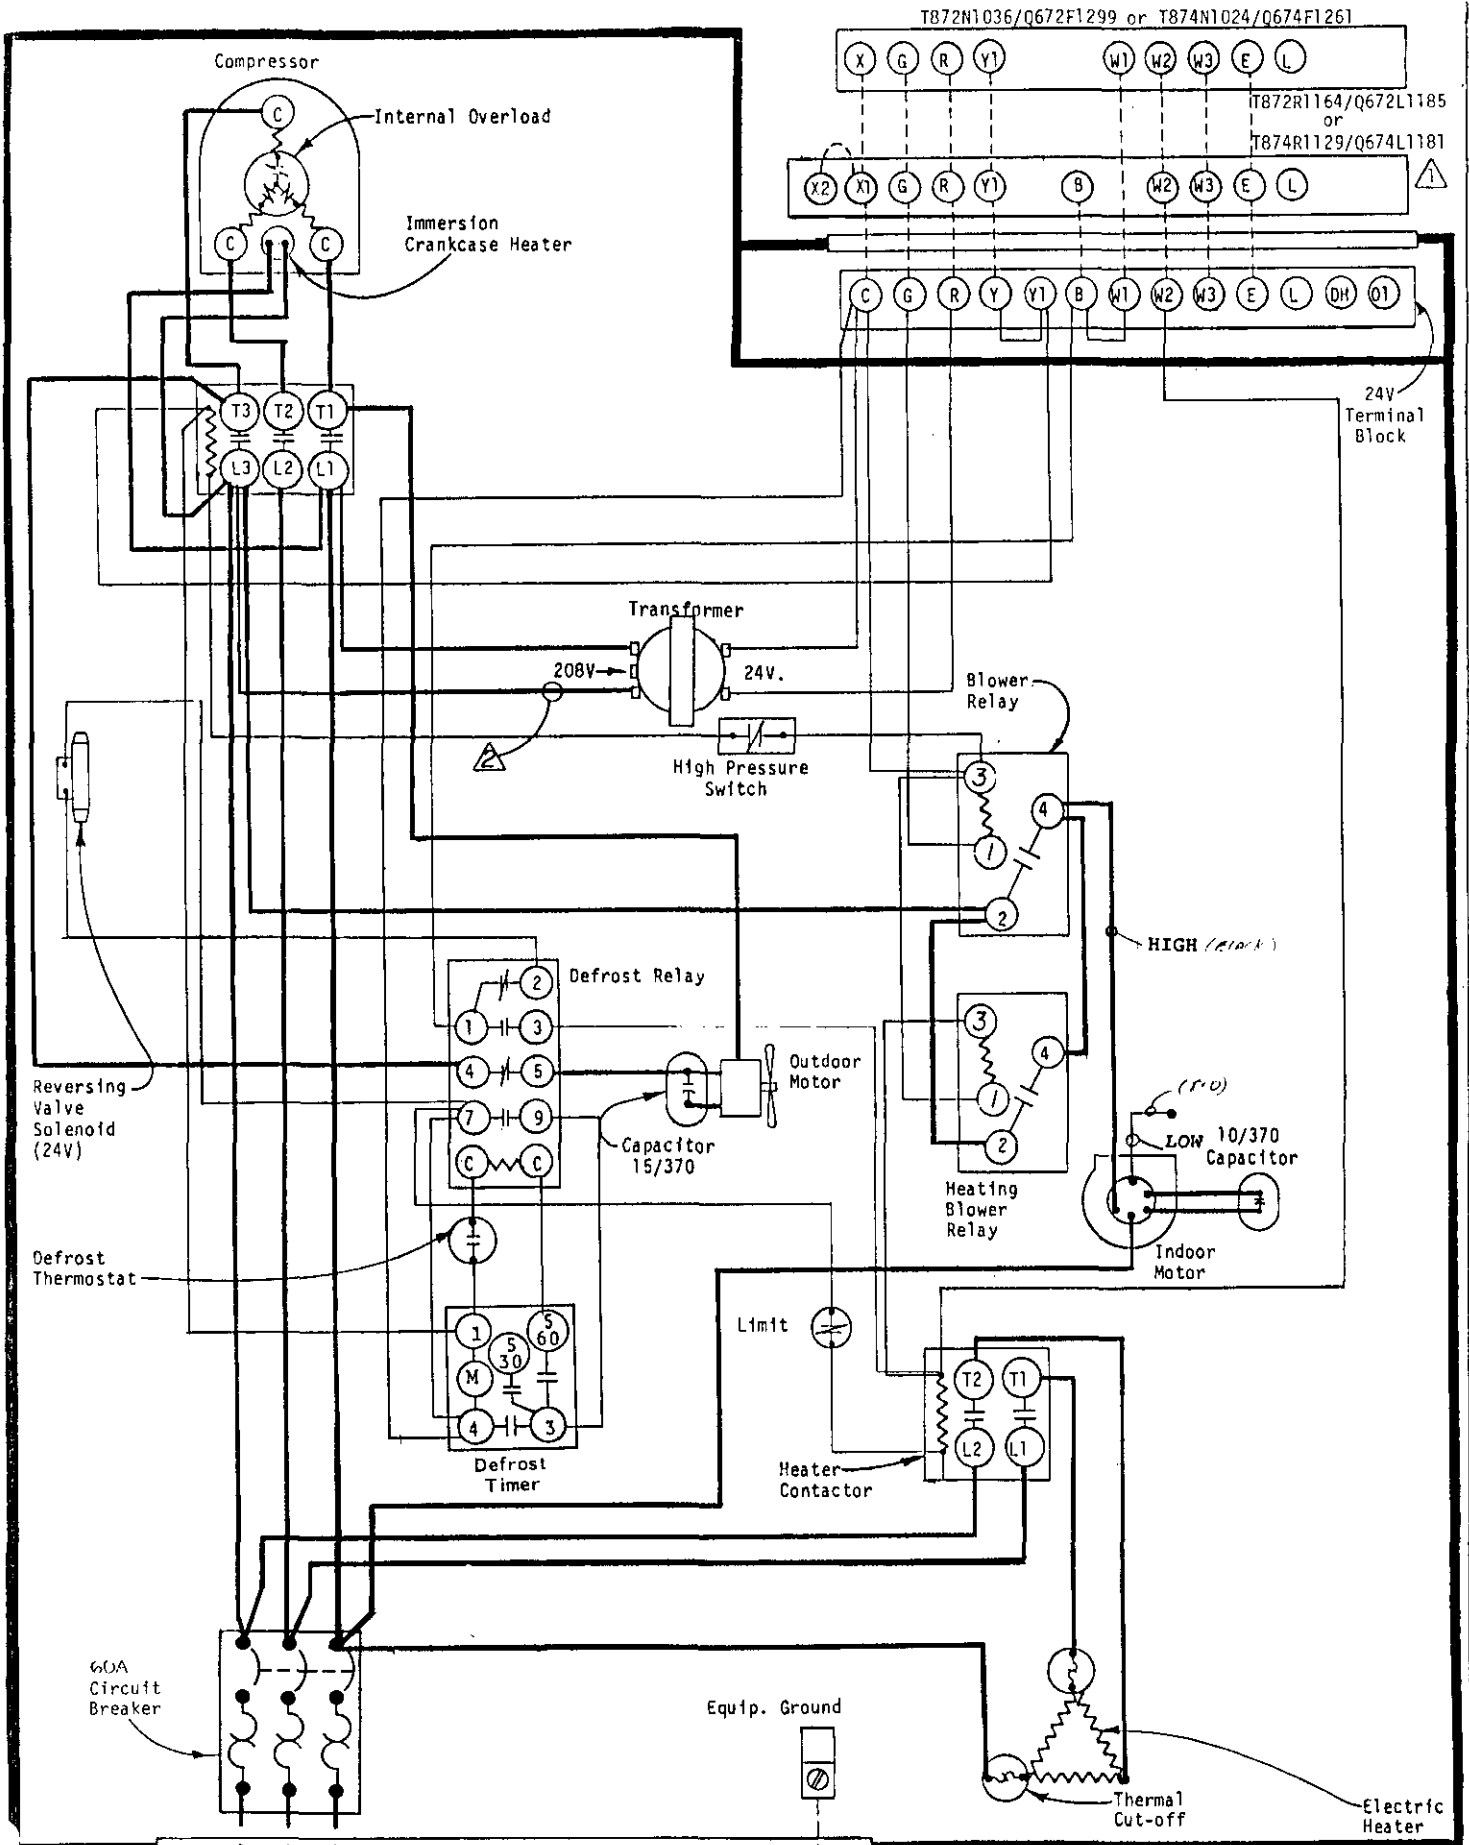 T872N1036/Q672F1299 or T874N1024/Q674F1261
X G R Y1 W1 W2 W3 E L
T872R1164/Q672L1185
or
T874R1129/Q674L1181
X2 X1 G R Y1 B W2 W3 E L
1
C G R Y Y1 B W1 W2 W3 E L DH O1
24V
Terminal
Block
Compressor
C
Internal Overload
Immersion
Crankcase Heater
C C
T3 T2 T1
L3 L2 L1
Transformer
208V
24V.
2
High Pressure
Switch
Blower
Relay
3
4
1
2
HIGH
Defrost Relay
2
1 3
4 5
7 9
C C
Reversing
Valve
Solenoid
(24V)
Outdoor
Motor
Capacitor
15/370
3
4
1
2
Heating
Blower
Relay
LOW
10/370
Capacitor
Indoor
Motor
Defrost
Thermostat
1
S
30
S
60
M
4 3
Defrost
Timer
Limit
T2 T1
L2 L1
Heater
Contactor
60A
Circuit
Breaker
Equip. Ground
Thermal
Cut-off
Electric
Heater